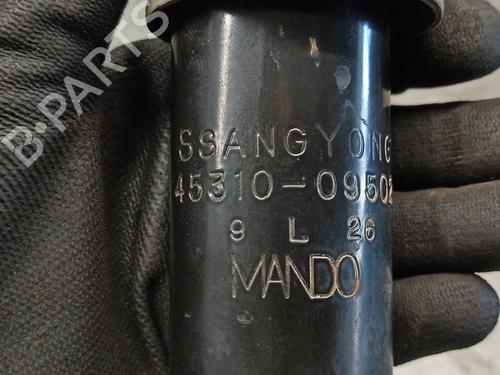 SSANGYONG
45310-09502
9 L 26
MANDO
B-PARTS